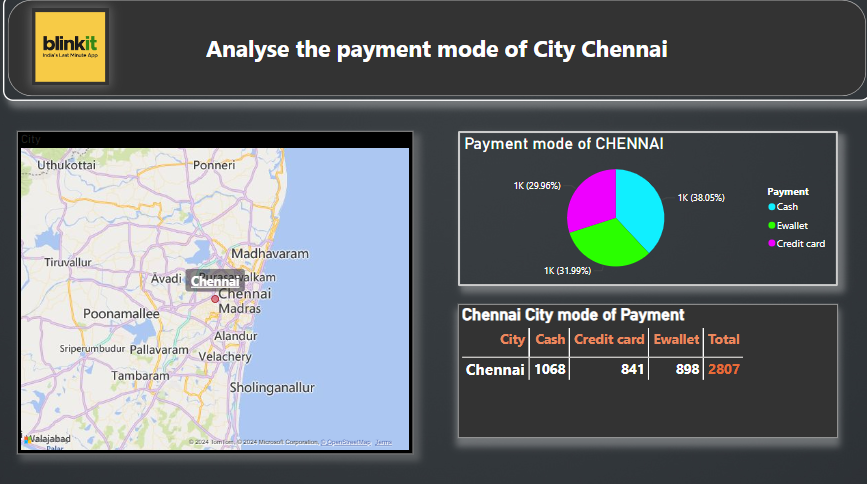 blinkit
India's Last Minute App
Analyse the payment mode of City Chennai
City
Uthukottai
Ponneri
Madhavaram
Tiruvallur
Avadi
Chennai
Chennai
Madras
Poonamallee
Alandur
Sriperumbudur
Pallavaram
Velachery
Tambaram
Sholinganallur
Valajabad
© 2024 TomTom, © 2024 Microsoft Corporation, © OpenStreetMap Terms
Payment mode of CHENNAI
1K (29.96%)
1K (38.05%)
1K (31.99%)
Payment
Cash
Ewallet
Credit card
Chennai City mode of Payment
City Cash Credit card Ewallet Total
Chennai 1068 841 898 2807